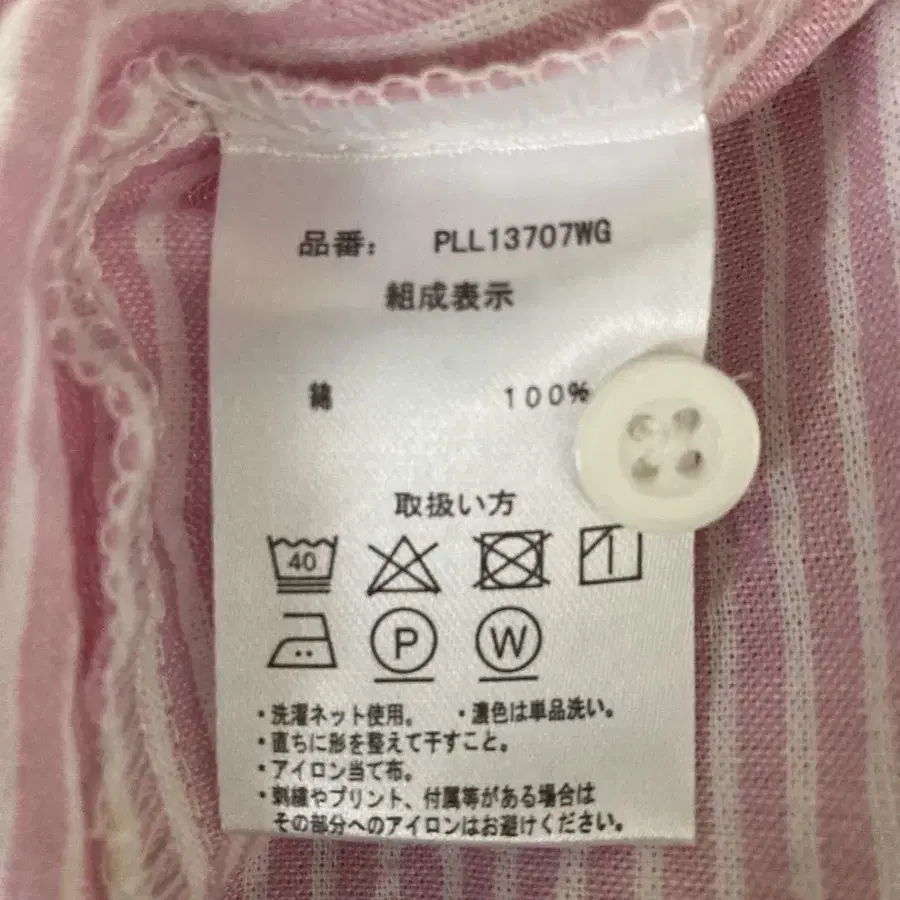 品番: PLL13707WG
組成表示
綿 100%
取扱い方
40
P W
・洗濯ネット使用。 ・濃色は単品洗い。
・直ちに形を整えて干すこと。
・アイロン当て布。
・刺繍やプリント、付属等がある場合は
その部分へのアイロンはお避けください。